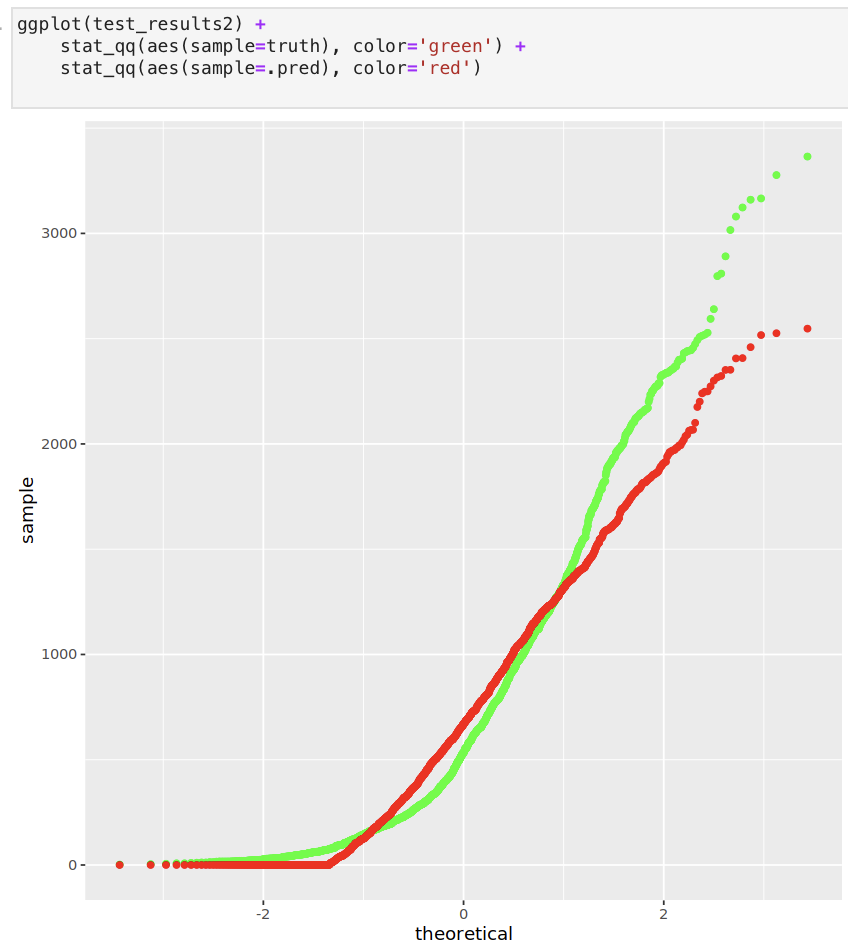 ggplot(test_results2) +
    stat_qq(aes(sample=truth), color='green') +
    stat_qq(aes(sample=.pred), color='red')
3000
2000
1000
0
sample
-2
0
2
theoretical